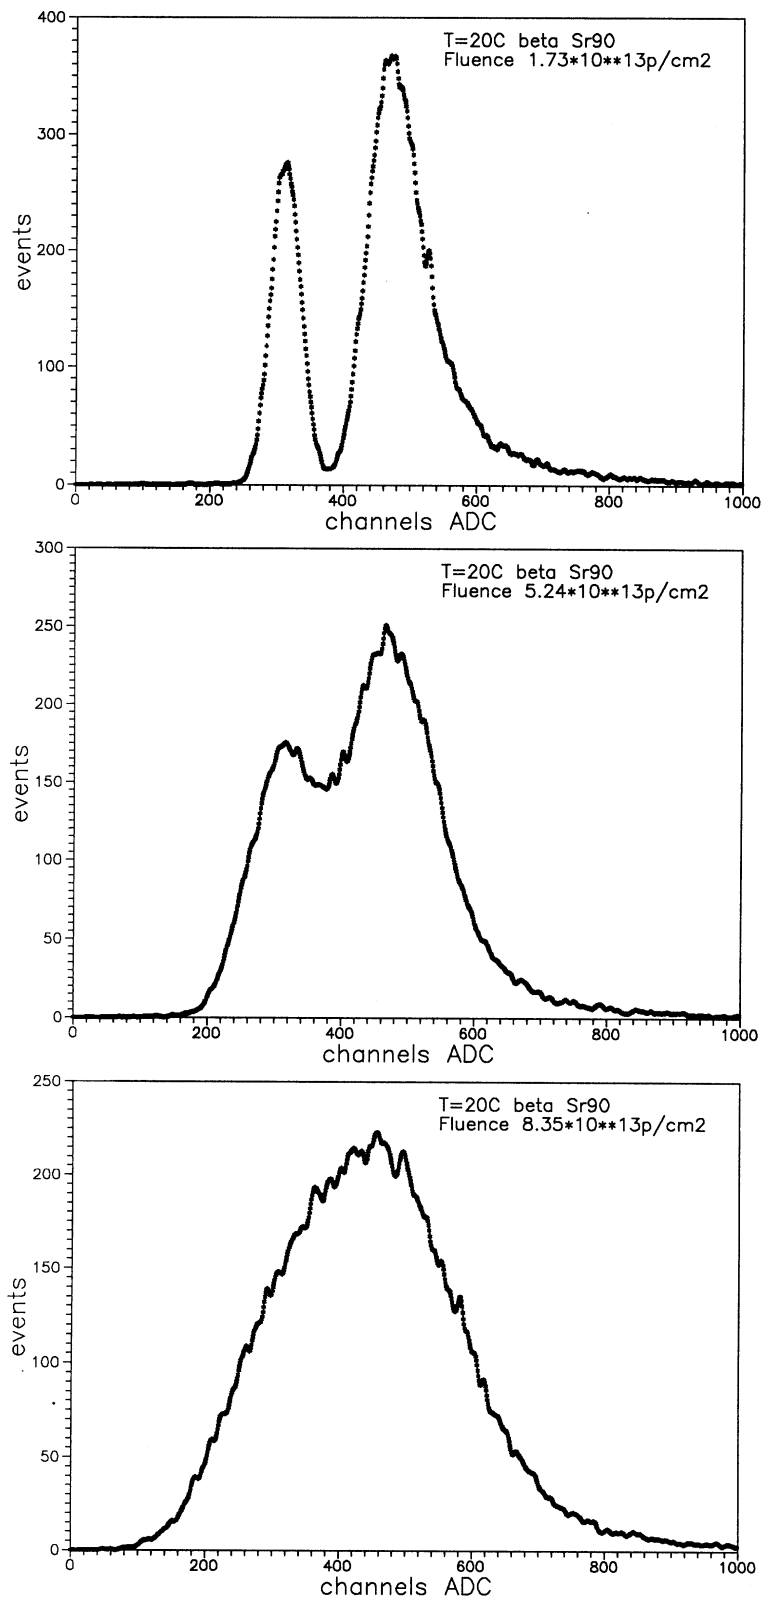 400
T=20C beta Sr90
Fluence 1.73*10**13p/cm2
300
200
100
0
events
0 200 400 600 800 1000
channels ADC
300
T=20C beta Sr90
Fluence 5.24*10**13p/cm2
250
200
150
100
50
0
events
0 200 400 600 800 1000
channels ADC
250
T=20C beta Sr90
Fluence 8.35*10**13p/cm2
200
150
100
50
0
events
0 200 400 600 800 1000
channels ADC